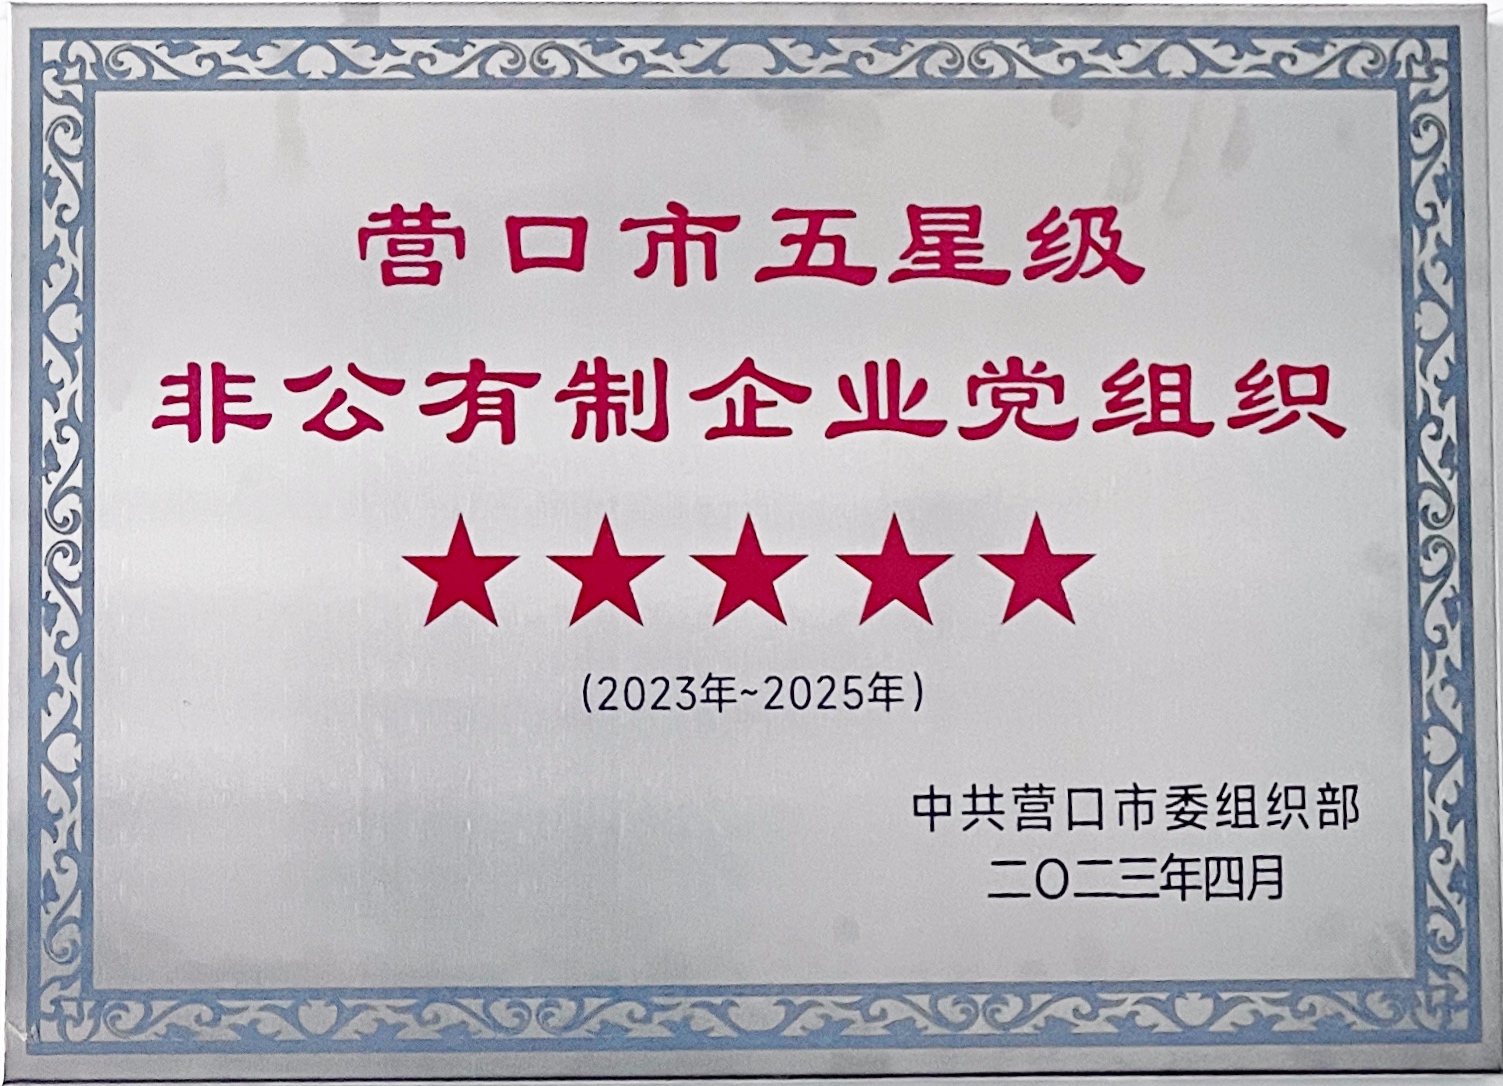 营口市五星级
非公有制企业党组织
★★★★★
(2023年~2025年)
中共营口市委组织部
二〇二三年四月